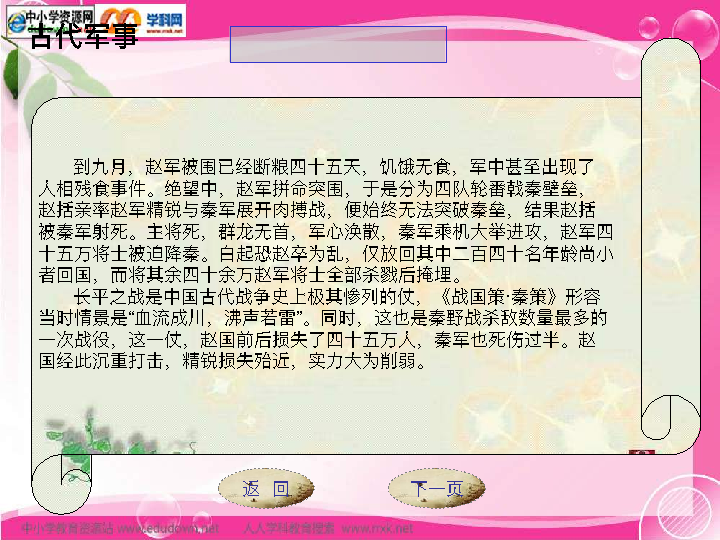 中小学资源网
学科网
www.nxk.net
古代军事
到九月，赵军被围已经断粮四十五天，饥饿无食，军中甚至出现了
人相残食事件。绝望中，赵军拼命突围，于是分为四队轮番戟秦壁垒，
赵括亲率赵军精锐与秦军展开肉搏战，便始终无法突破秦垒，结果赵括
被秦军射死。主将死，群龙无首，军心涣散，秦军乘机大举进攻，赵军四
十五万将士被迫降秦。白起恐赵卒为乱，仅放回其中二百四十名年龄尚小
者回国，而将其余四十余万赵军将士全部杀戮后掩埋。
长平之战是中国古代战争史上极其惨列的仗，《战国策·秦策》形容
当时情景是“血流成川，沸声若雷”。同时，这也是秦野战杀敌数量最多的
一次战役，这一仗，赵国前后损失了四十五万人，秦军也死伤过半。赵
国经此沉重打击，精锐损失殆近，实力大为削弱。
返 回
下一页
中小学教育资源站 www.edudown.net 人人学科教育搜索 www.rrxk.net